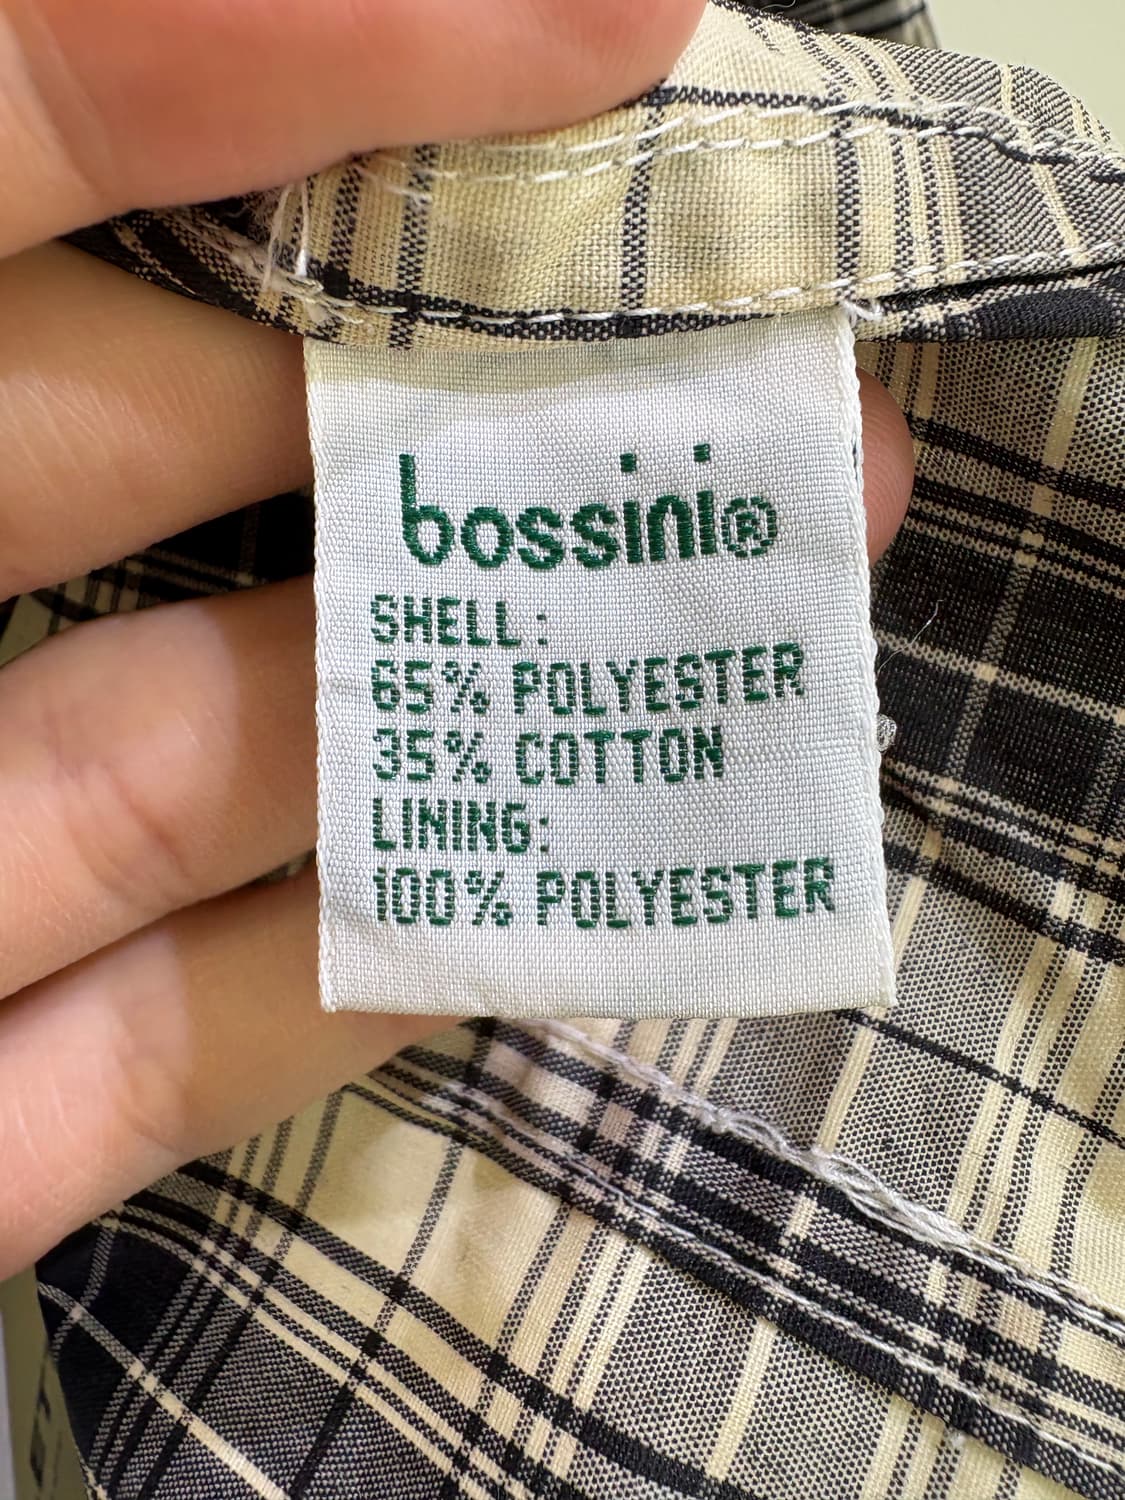 bossini®
SHELL:
65% POLYESTER
35% COTTON
LINING:
100% POLYESTER